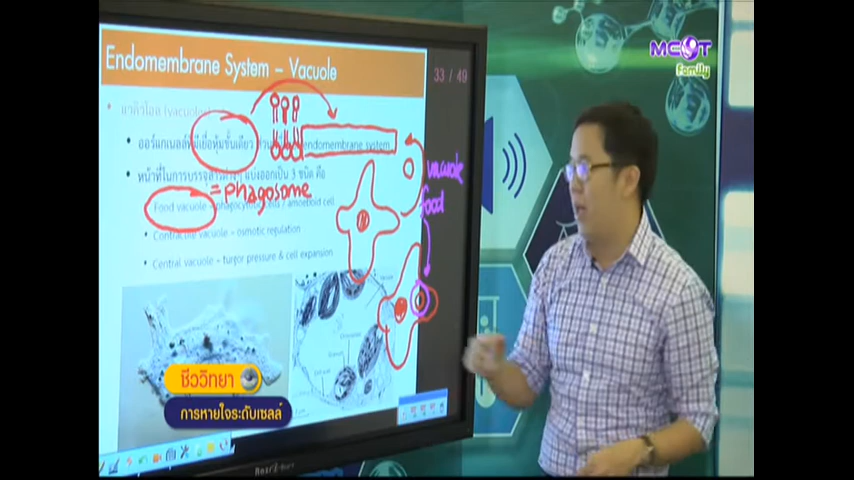 Endomembrane System – Vacuole
33 / 49
MCOT
family
แวคิวโอล (vacuole)
ออร์แกเนลล์ที่มีเยื่อหุ้มชั้นเดียว endomembrane system
หน้าที่ในการบรรจุสารต่างๆ แบ่งออกเป็น 3 ชนิด คือ
= phagosome
vacuole
food
Food vacuole – phagocytic cells / amoeboid cell
Contractile vacuole – osmotic regulation
Central vacuole – turgor pressure & cell expansion
ชีววิทยา
การหายใจระดับเซลล์